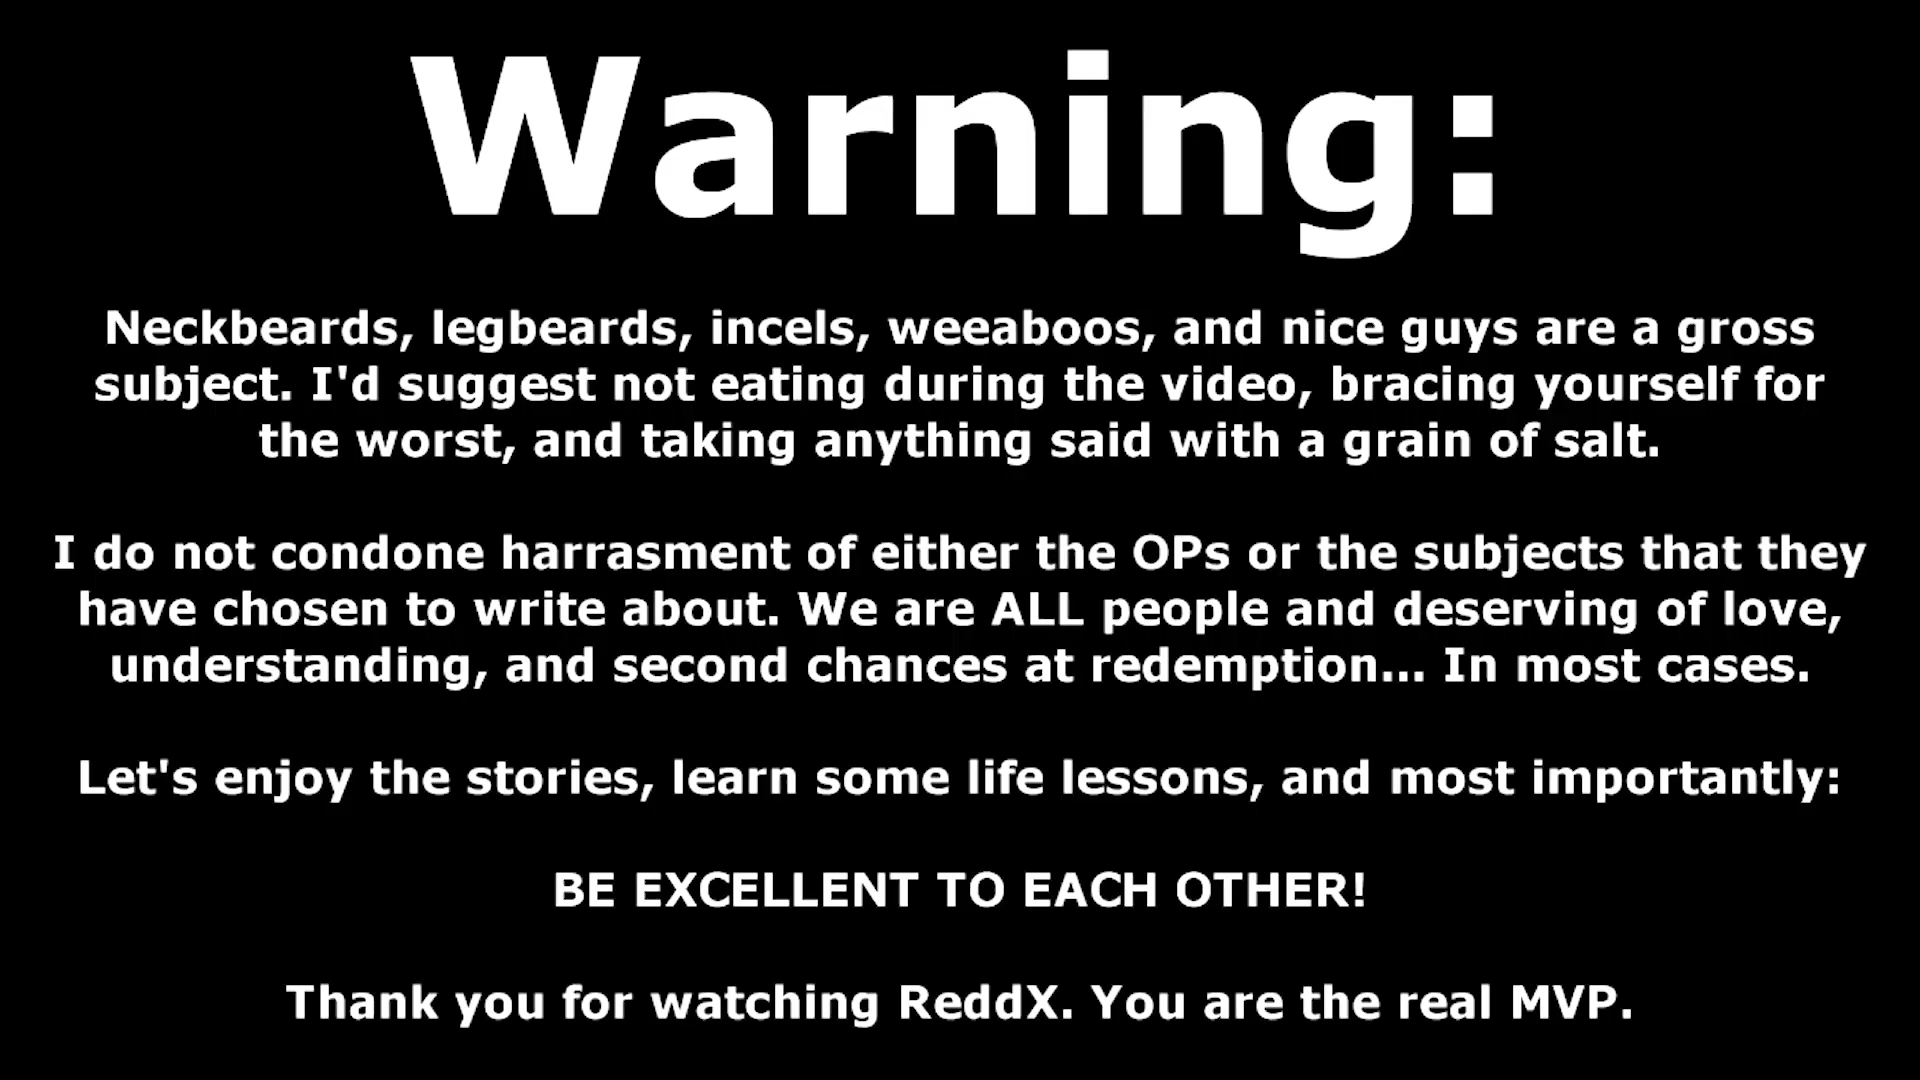 Warning:
Neckbeards, legbeards, incels, weeaboos, and nice guys are a gross
subject. I'd suggest not eating during the video, bracing yourself for
the worst, and taking anything said with a grain of salt.
I do not condone harrasment of either the OPs or the subjects that they
have chosen to write about. We are ALL people and deserving of love,
understanding, and second chances at redemption... In most cases.
Let's enjoy the stories, learn some life lessons, and most importantly:
BE EXCELLENT TO EACH OTHER!
Thank you for watching ReddX. You are the real MVP.